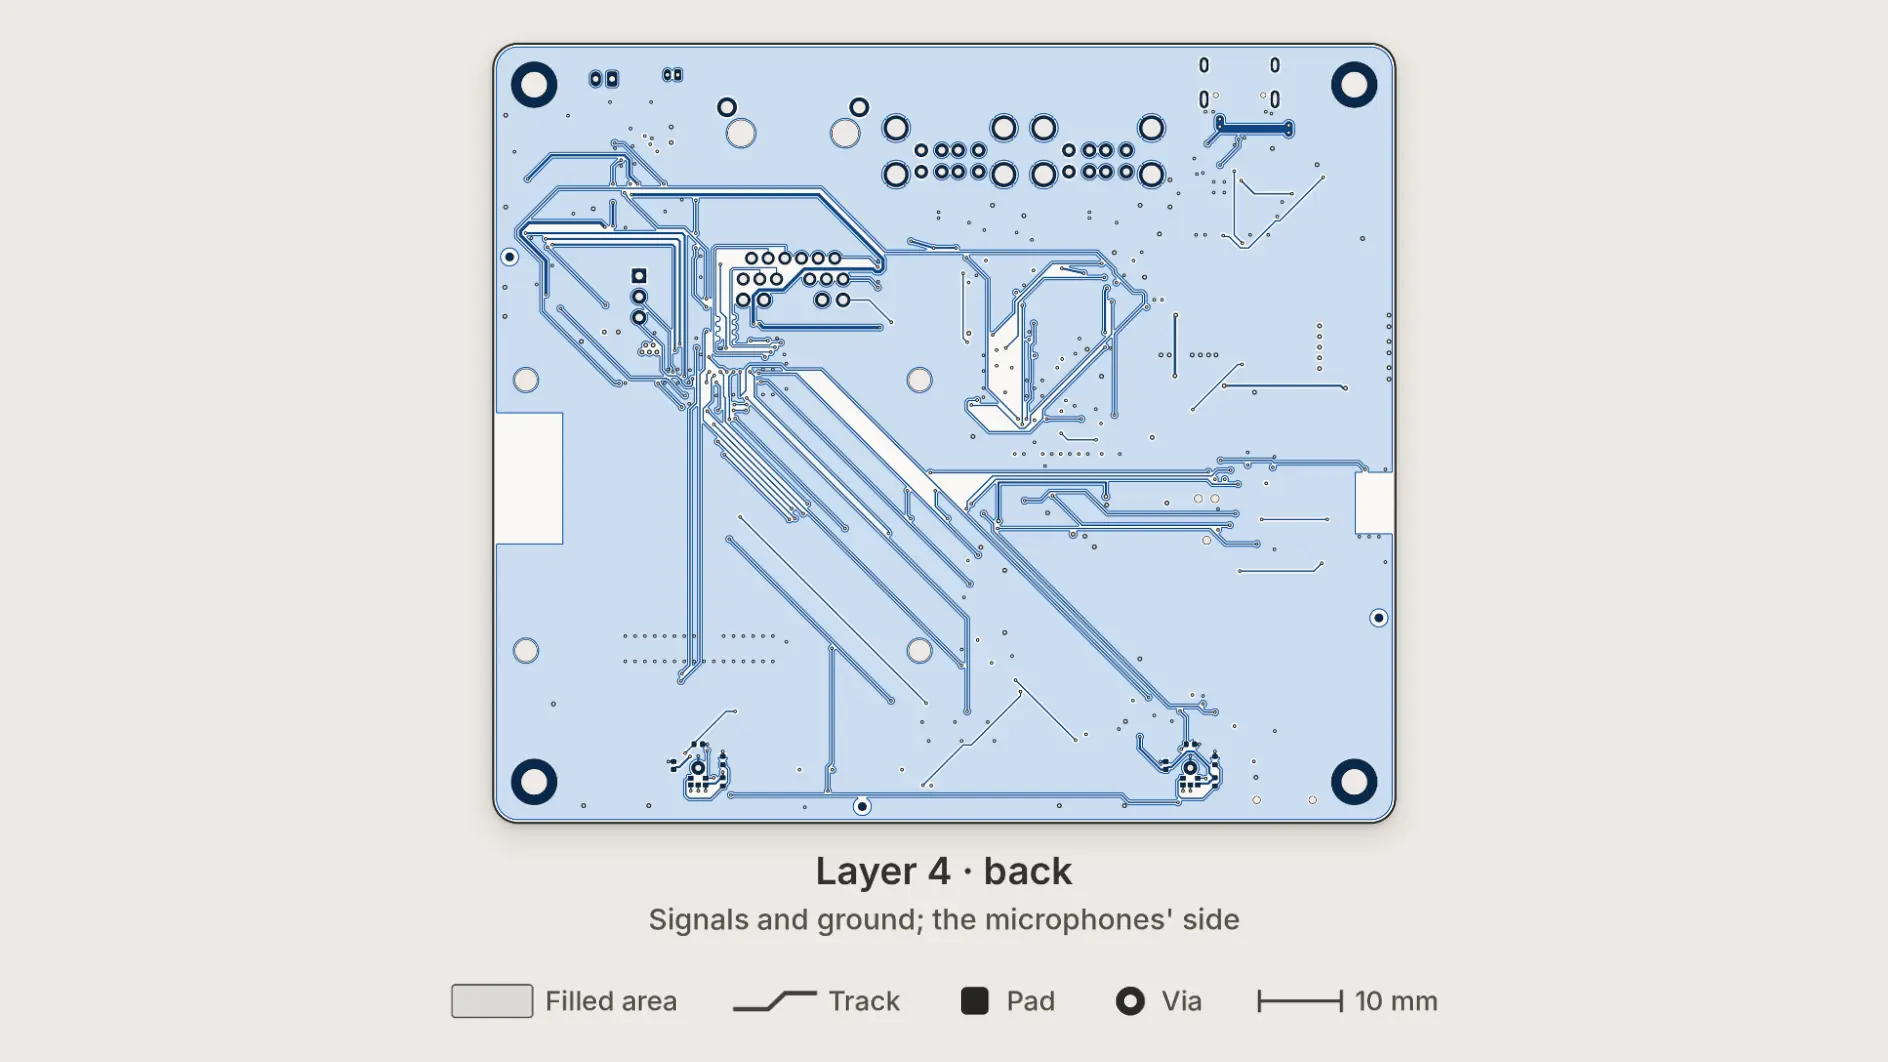 Layer 4 · back
Signals and ground; the microphones' side
Filled area
Track
Pad
Via
10 mm